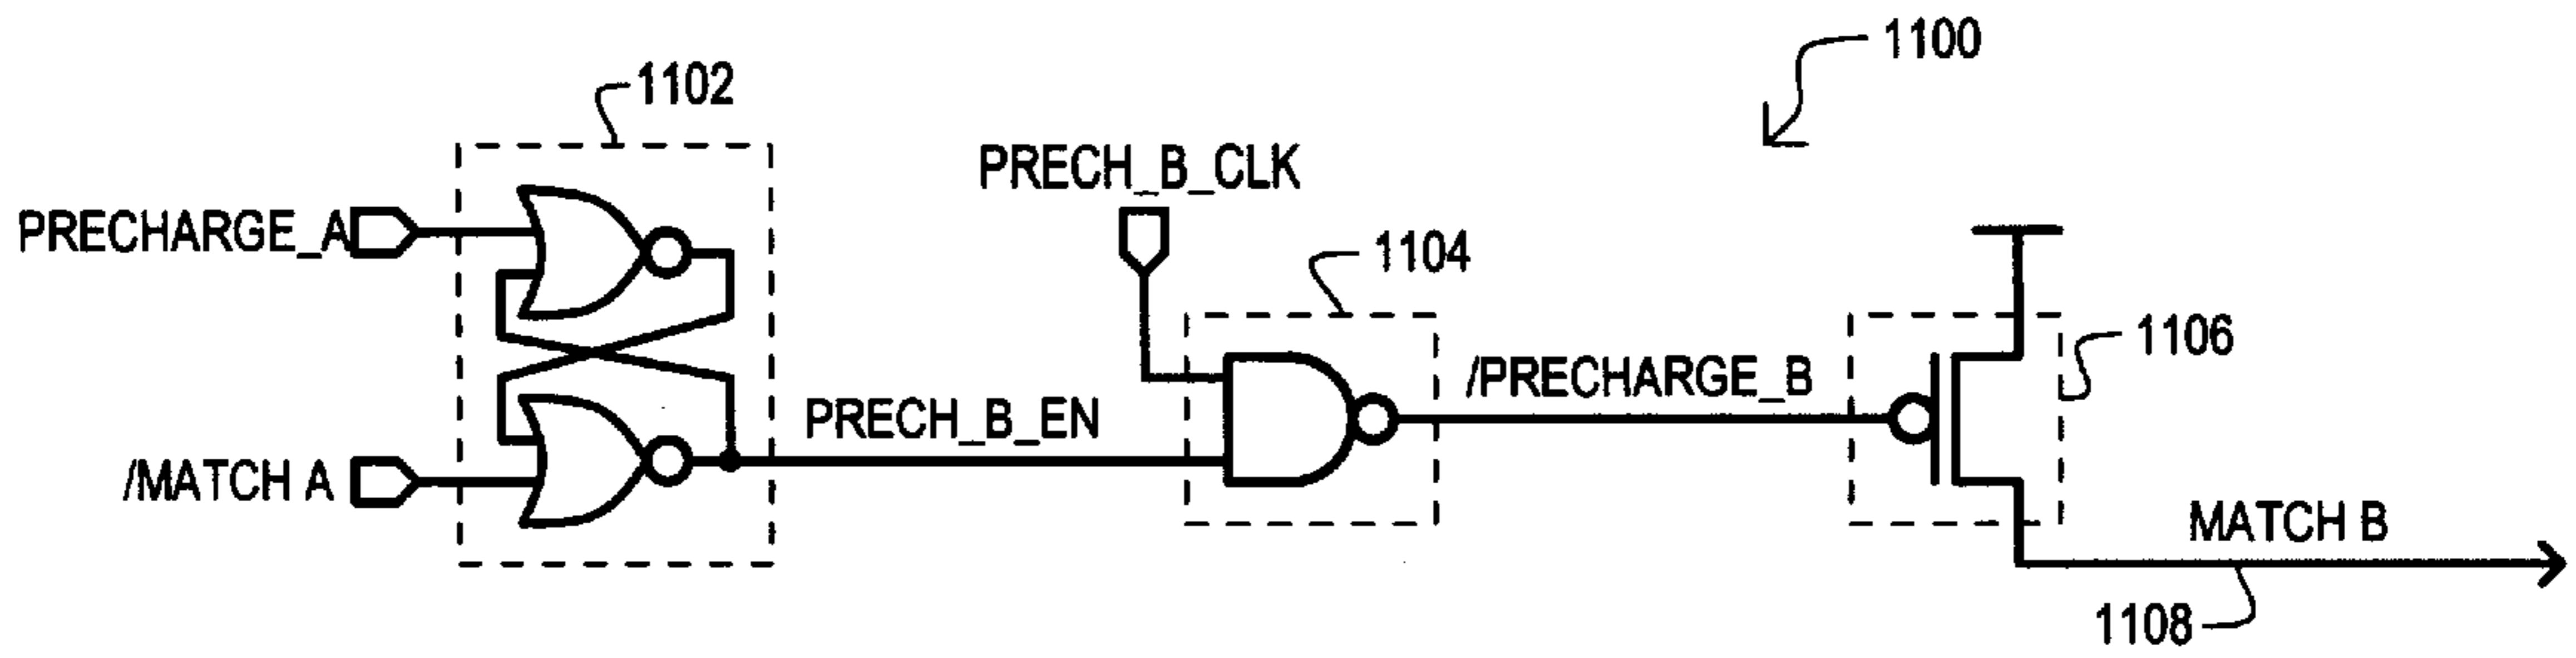 1100
1102
PRECH_B_CLK
PRECHARGE_A
1104
1106
/PRECHARGE_B
PRECH_B_EN
/MATCH A
MATCH B
1108